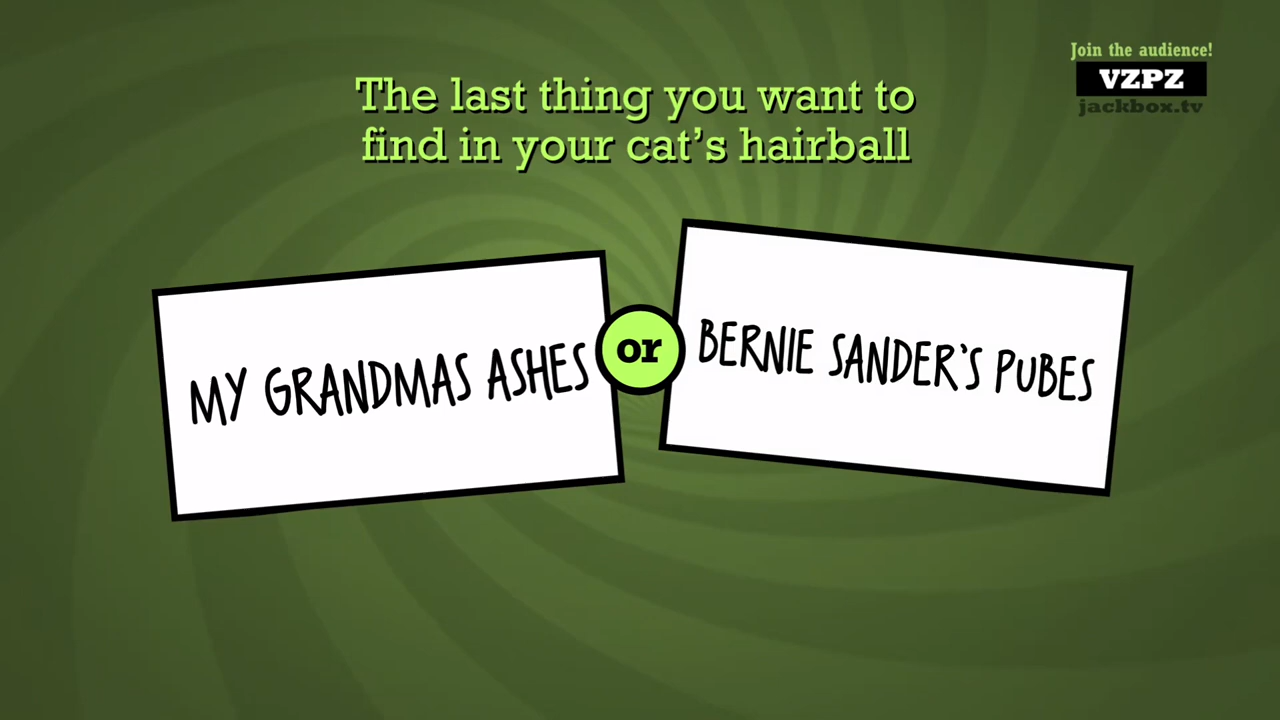 Join the audience!
VZPZ
jackbox.tv
The last thing you want to
find in your cat's hairball
MY GRANDMAS ASHES
or
BERNIE SANDER'S PUBES